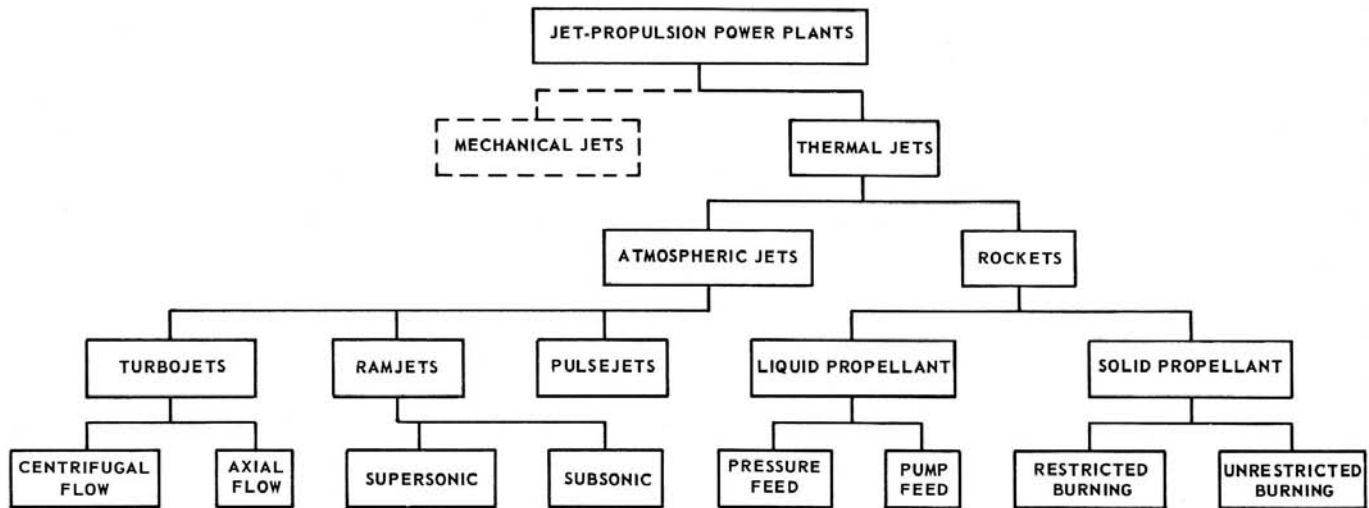 JET-PROPULSION POWER PLANTS
MECHANICAL JETS
THERMAL JETS
ATMOSPHERIC JETS
ROCKETS
TURBOJETS
RAMJETS
PULSEJETS
LIQUID PROPELLANT
SOLID PROPELLANT
CENTRIFUGAL
FLOW
AXIAL
FLOW
SUPERSONIC
SUBSONIC
PRESSURE
FEED
PUMP
FEED
RESTRICTED
BURNING
UNRESTRICTED
BURNING